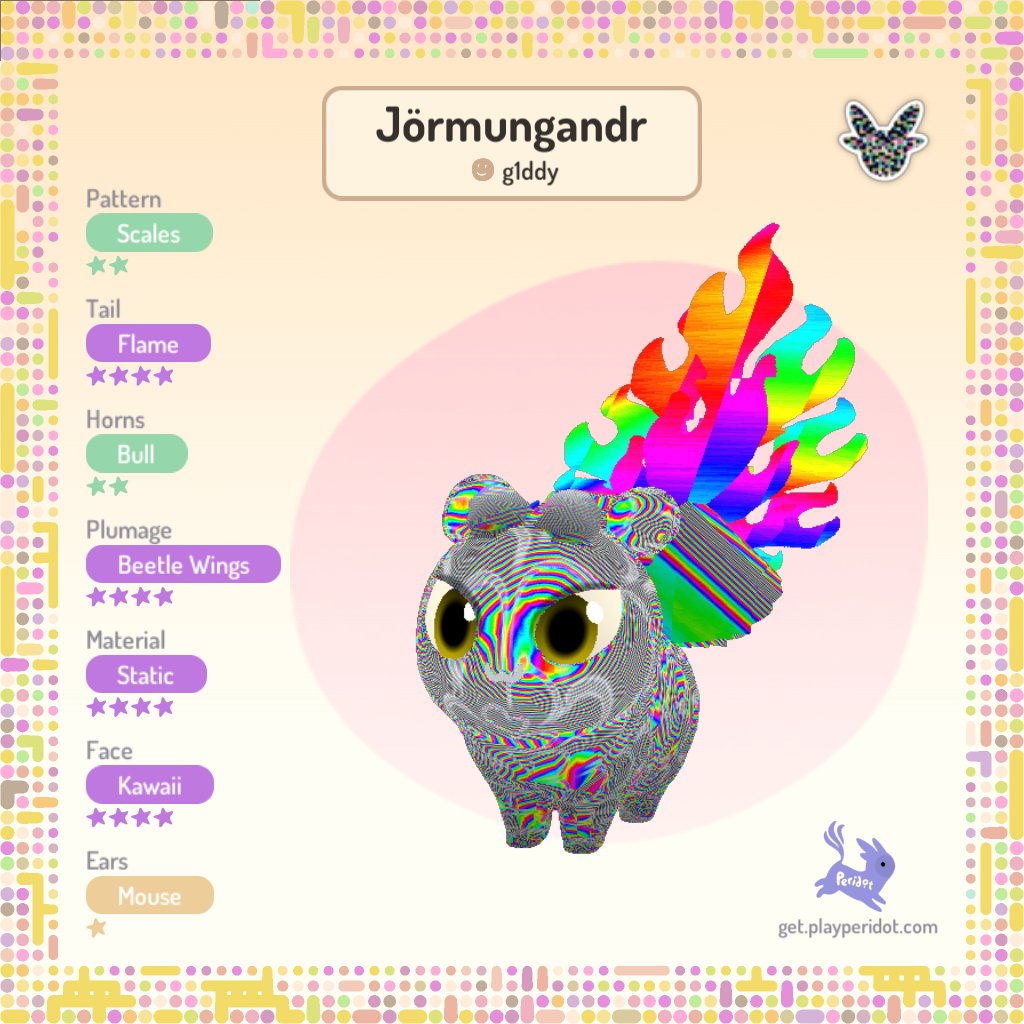 Jörmungandr
g1ddy
Pattern
Scales
Tail
Flame
Horns
Bull
Plumage
Beetle Wings
Material
Static
Face
Kawaii
Ears
Mouse
Peridot
get.playperidot.com